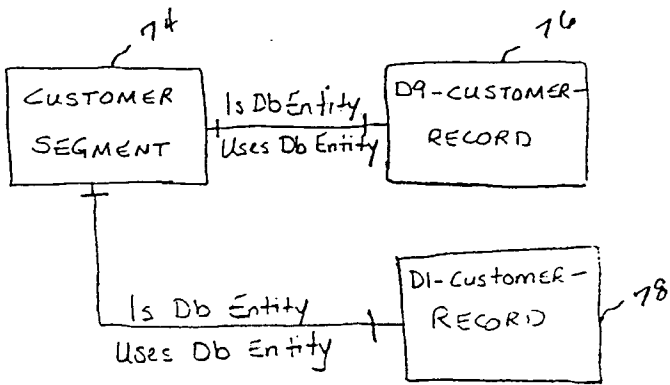 74
76
CUSTOMER
SEGMENT
Is Db Entity
Uses Db Entity
D9-CUSTOMER-
RECORD
Is Db Entity
Uses Db Entity
D1-CUSTOMER-
RECORD
78